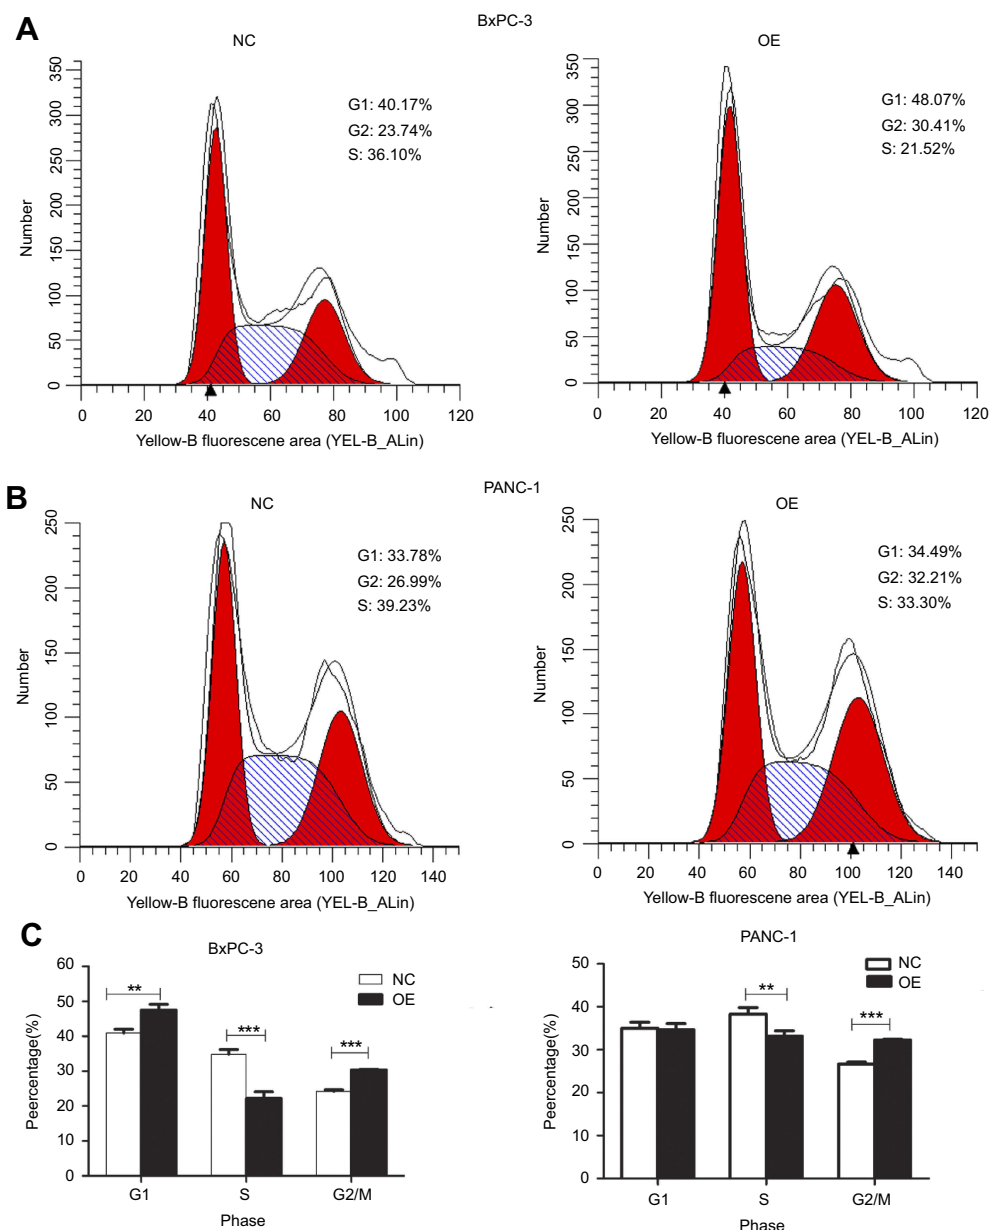 A
BxPC-3
NC
OE
350
300
250
200
150
100
50
0
Number
G1: 40.17%
G2: 23.74%
S: 36.10%
0 20 40 60 80 100 120
Yellow-B fluorescene area (YEL-B_ALin)
350
300
250
200
150
100
50
0
Number
G1: 48.07%
G2: 30.41%
S: 21.52%
0 20 40 60 80 100 120
Yellow-B fluorescene area (YEL-B_ALin)
B
PANC-1
NC
OE
250
200
150
100
50
0
Number
G1: 33.78%
G2: 26.99%
S: 39.23%
0 20 40 60 80 100 120 140
Yellow-B fluorescene area (YEL-B_ALin)
250
200
150
100
50
0
Number
G1: 34.49%
G2: 32.21%
S: 33.30%
0 20 40 60 80 100 120 140
Yellow-B fluorescene area (YEL-B_ALin)
C
BxPC-3
60
50
40
30
20
10
0
Peercentage(%)
NC
OE
**
***
***
G1 S G2/M
Phase
PANC-1
50
40
30
20
10
0
Peercentage(%)
NC
OE
**
***
G1 S G2/M
Phase